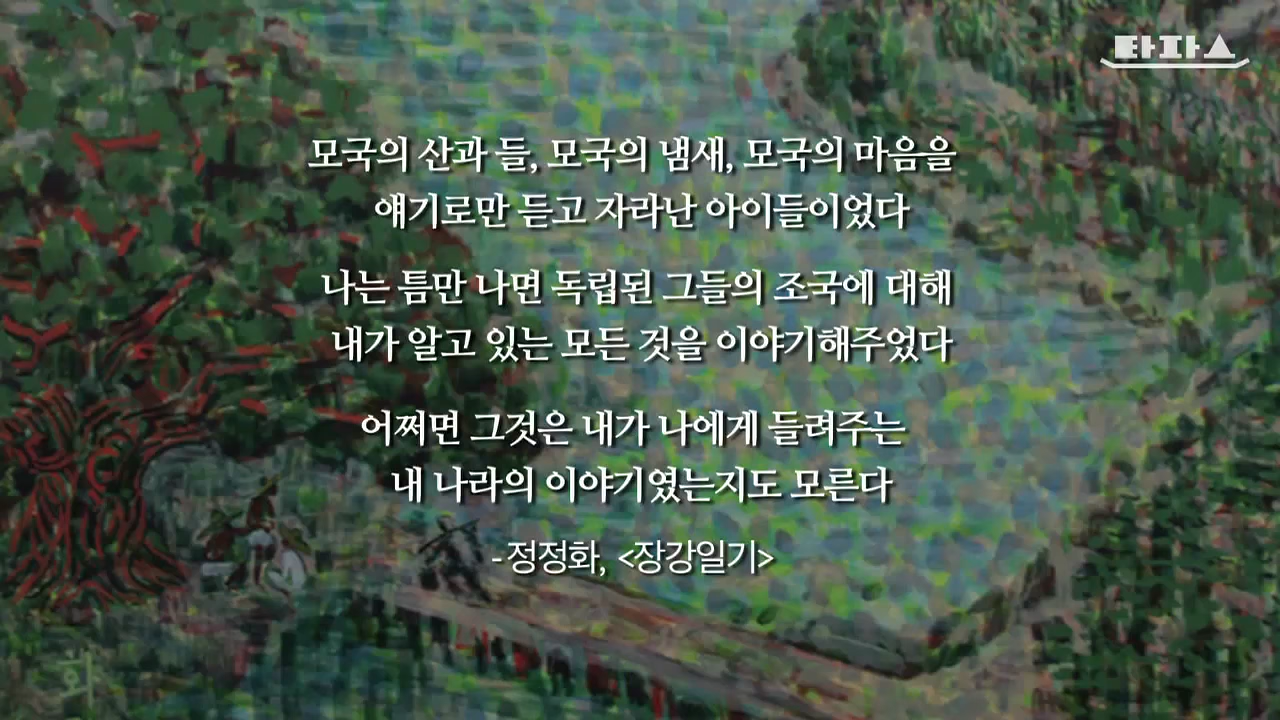 타파스
모국의 산과 들, 모국의 냄새, 모국의 마음을
얘기로만 듣고 자라난 아이들이었다
나는 틈만 나면 독립된 그들의 조국에 대해
내가 알고 있는 모든 것을 이야기해주었다
어쩌면 그것은 내가 나에게 들려주는
내 나라의 이야기였는지도 모른다
- 정정화, <장강일기>
화